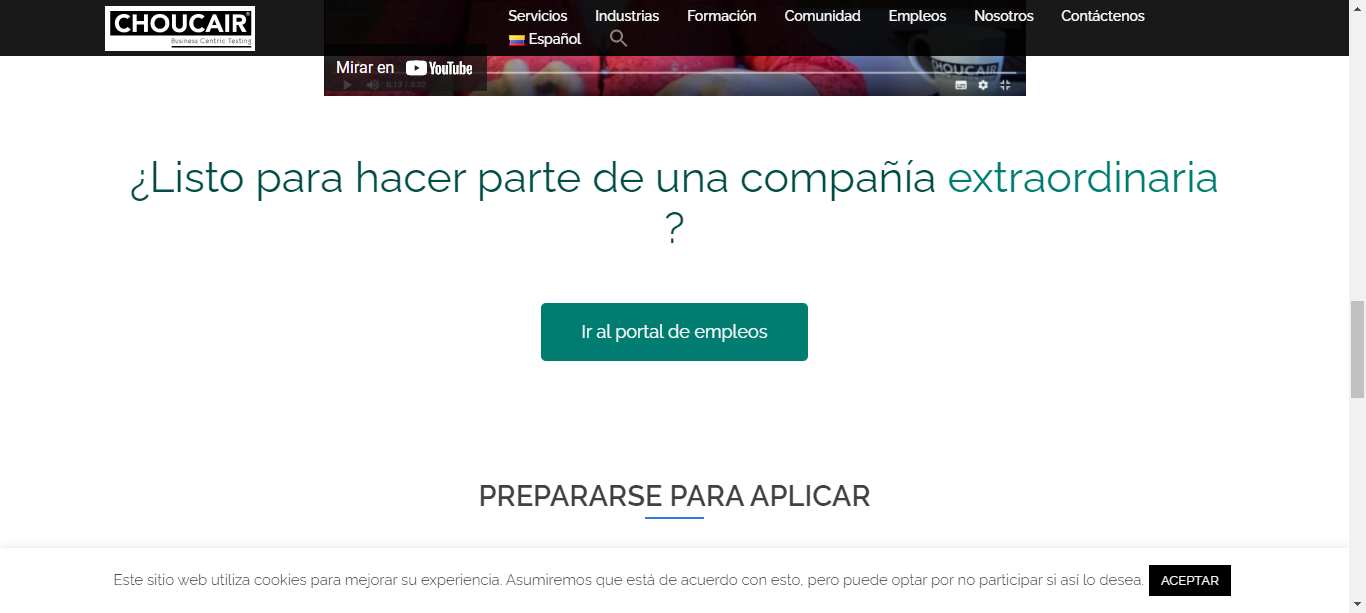 CHOUCAIR
Business Centric Testing
Servicios Industrias Formación Comunidad Empleos Nosotros Contáctenos
Español
Mirar en YouTube
CHOUCAIR
0:13 / 3:32
¿Listo para hacer parte de una compañía extraordinaria
?
Ir al portal de empleos
PREPARARSE PARA APLICAR
Este sitio web utiliza cookies para mejorar su experiencia. Asumiremos que está de acuerdo con esto, pero puede optar por no participar si así lo desea. ACEPTAR